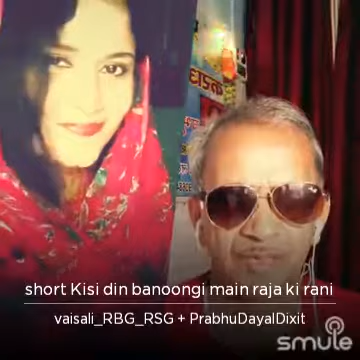 short Kisi din banoongi main raja ki rani
vaisali_RBG_RSG + PrabhuDayalDixit
smule